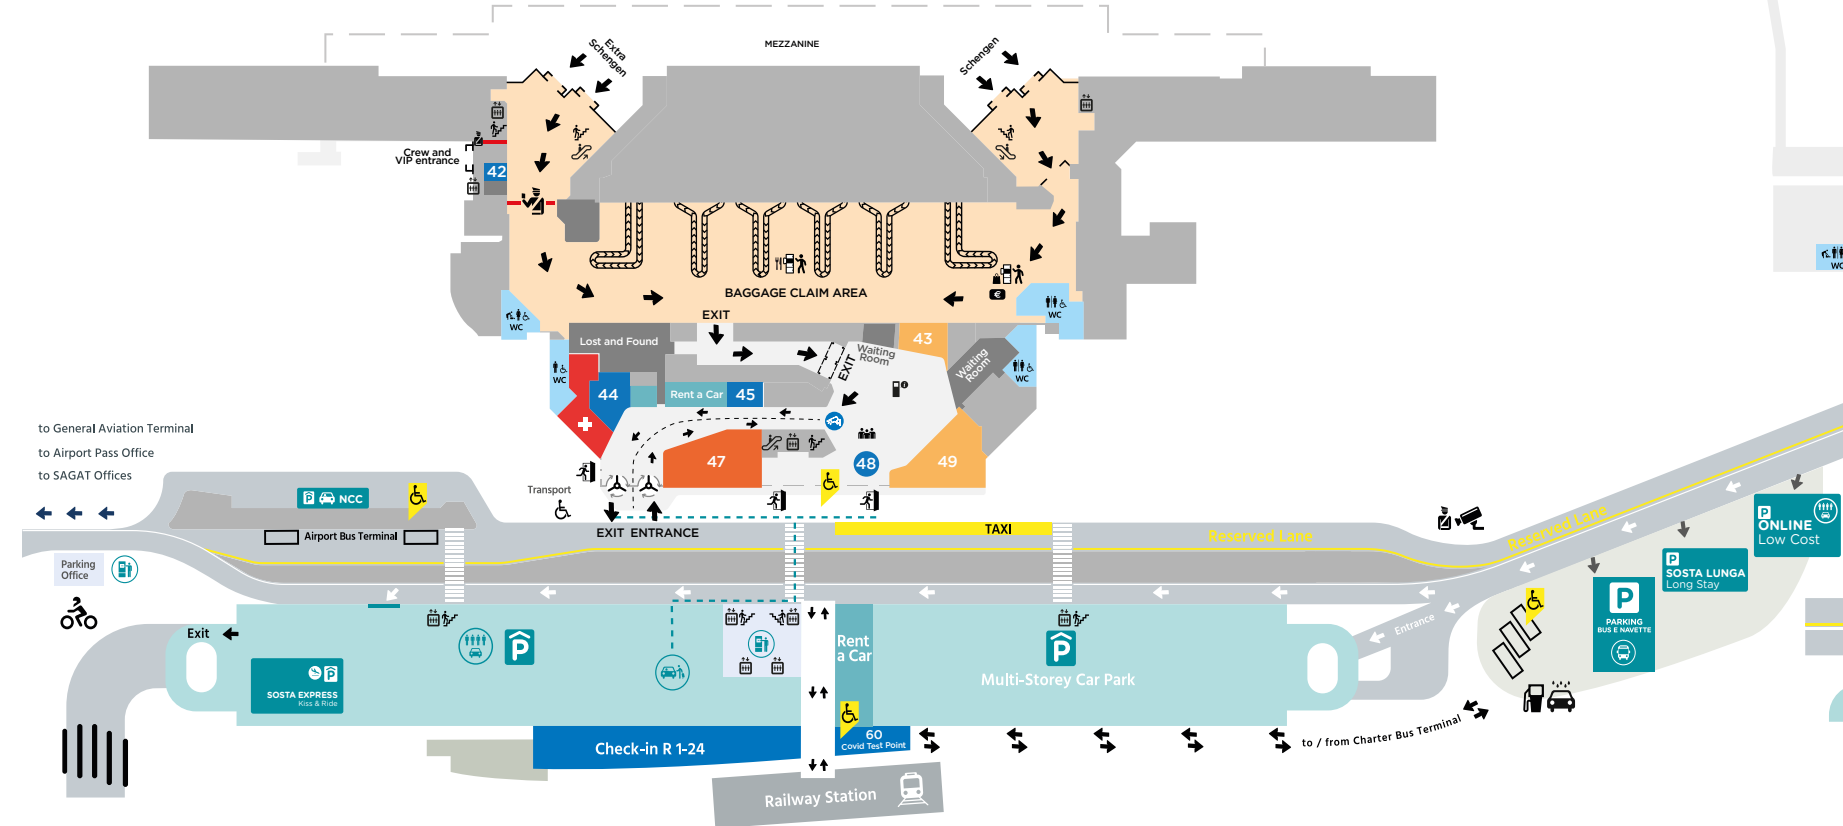 MEZZANINE
Extra
Schengen
Schengen
Crew and
VIP entrance
42
BAGGAGE CLAIM AREA
€
WC
WC
EXIT
Lost and Found
43
Waiting
Room
EXIT
Waiting
Room
WC
WC
44
Rent a Car
45
47
48
49
to General Aviation Terminal
to Airport Pass Office
to SAGAT Offices
P NCC
Transport
EXIT ENTRANCE
Airport Bus Terminal
TAXI
Reserved Lane
Reserved Lane
P
ONLINE
Low Cost
P
SOSTA LUNGA
Long Stay
P
PARKING
BUS E NAVETTE
WC
Parking
Office
Exit
P
SOSTA EXPRESS
Kiss & Ride
P
Rent
a Car
P
Multi-Storey Car Park
Entrance
Check-in R 1-24
60
Covid Test Point
to / from Charter Bus Terminal
Railway Station